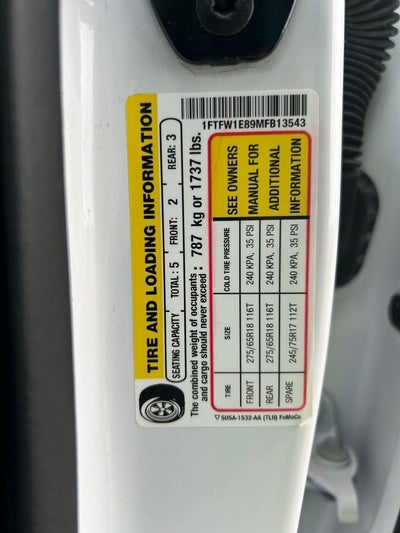 1FTFW1E89MFB13543
TIRE AND LOADING INFORMATION
SEATING CAPACITY TOTAL: 5 FRONT: 2 REAR: 3
The combined weight of occupants
and cargo should never exceed: 787 kg or 1737 lbs.
TIRE SIZE COLD TIRE PRESSURE SEE OWNERS
FRONT 275/65R18 116T 240 KPA, 35 PSI MANUAL FOR
REAR 275/65R18 116T 240 KPA, 35 PSI ADDITIONAL
SPARE 245/75R17 112T 240 KPA, 35 PSI INFORMATION
5U5A-1532-AA (TLU) FoMoCo